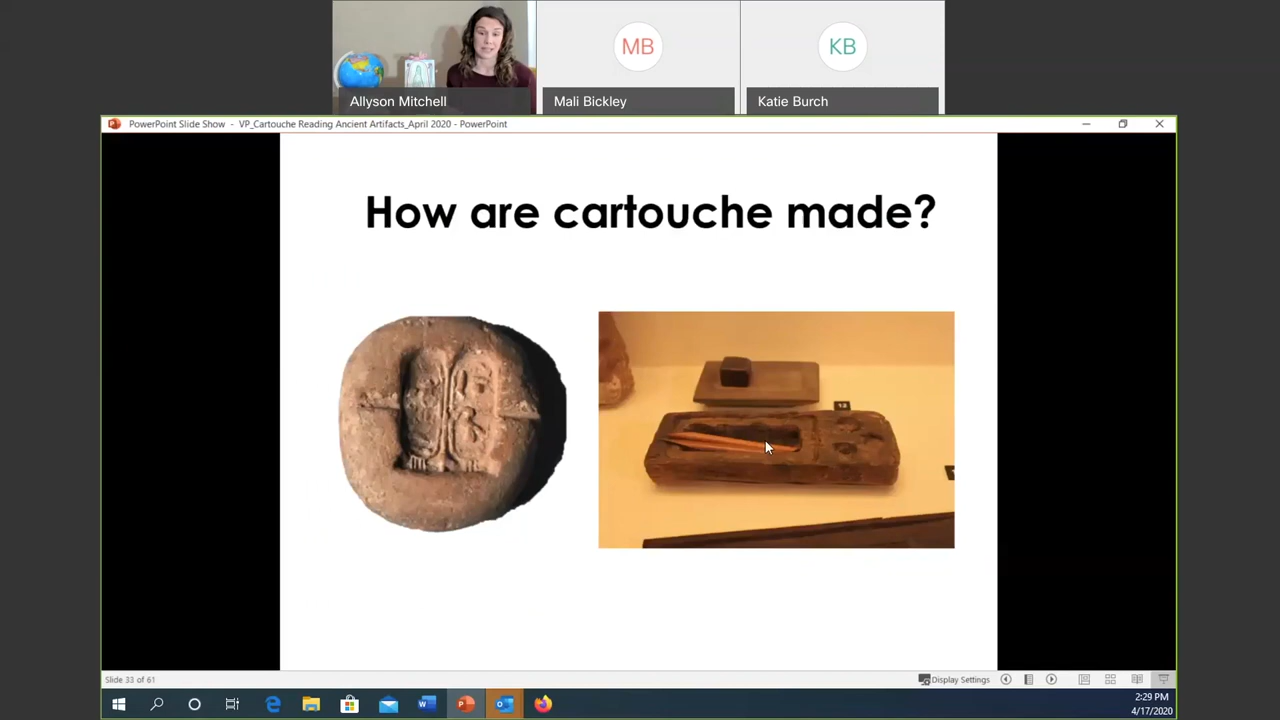 MB
KB
Allyson Mitchell
Mali Bickley
Katie Burch
PowerPoint Slide Show - VP_Cartouche Reading Ancient Artifacts_April 2020 - PowerPoint
How are cartouche made?
13
Slide 33 of 61
Display Settings
2:29 PM
4/17/2020